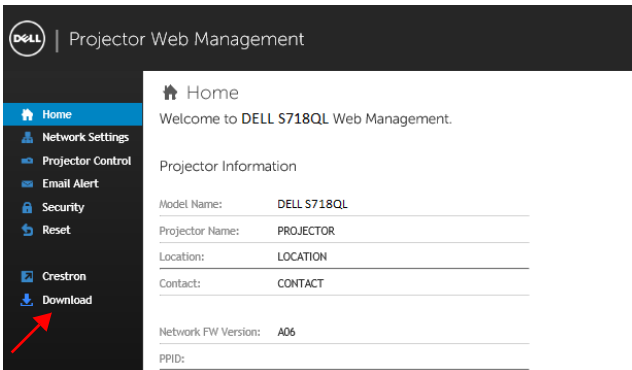 DELL | Projector Web Management
Home
Network Settings
Projector Control
Email Alert
Security
Reset
Crestron
Download
Home
Welcome to DELL S718QL Web Management.
Projector Information
Model Name: DELL S718QL
Projector Name: PROJECTOR
Location: LOCATION
Contact: CONTACT
Network FW Version: A06
PPID: